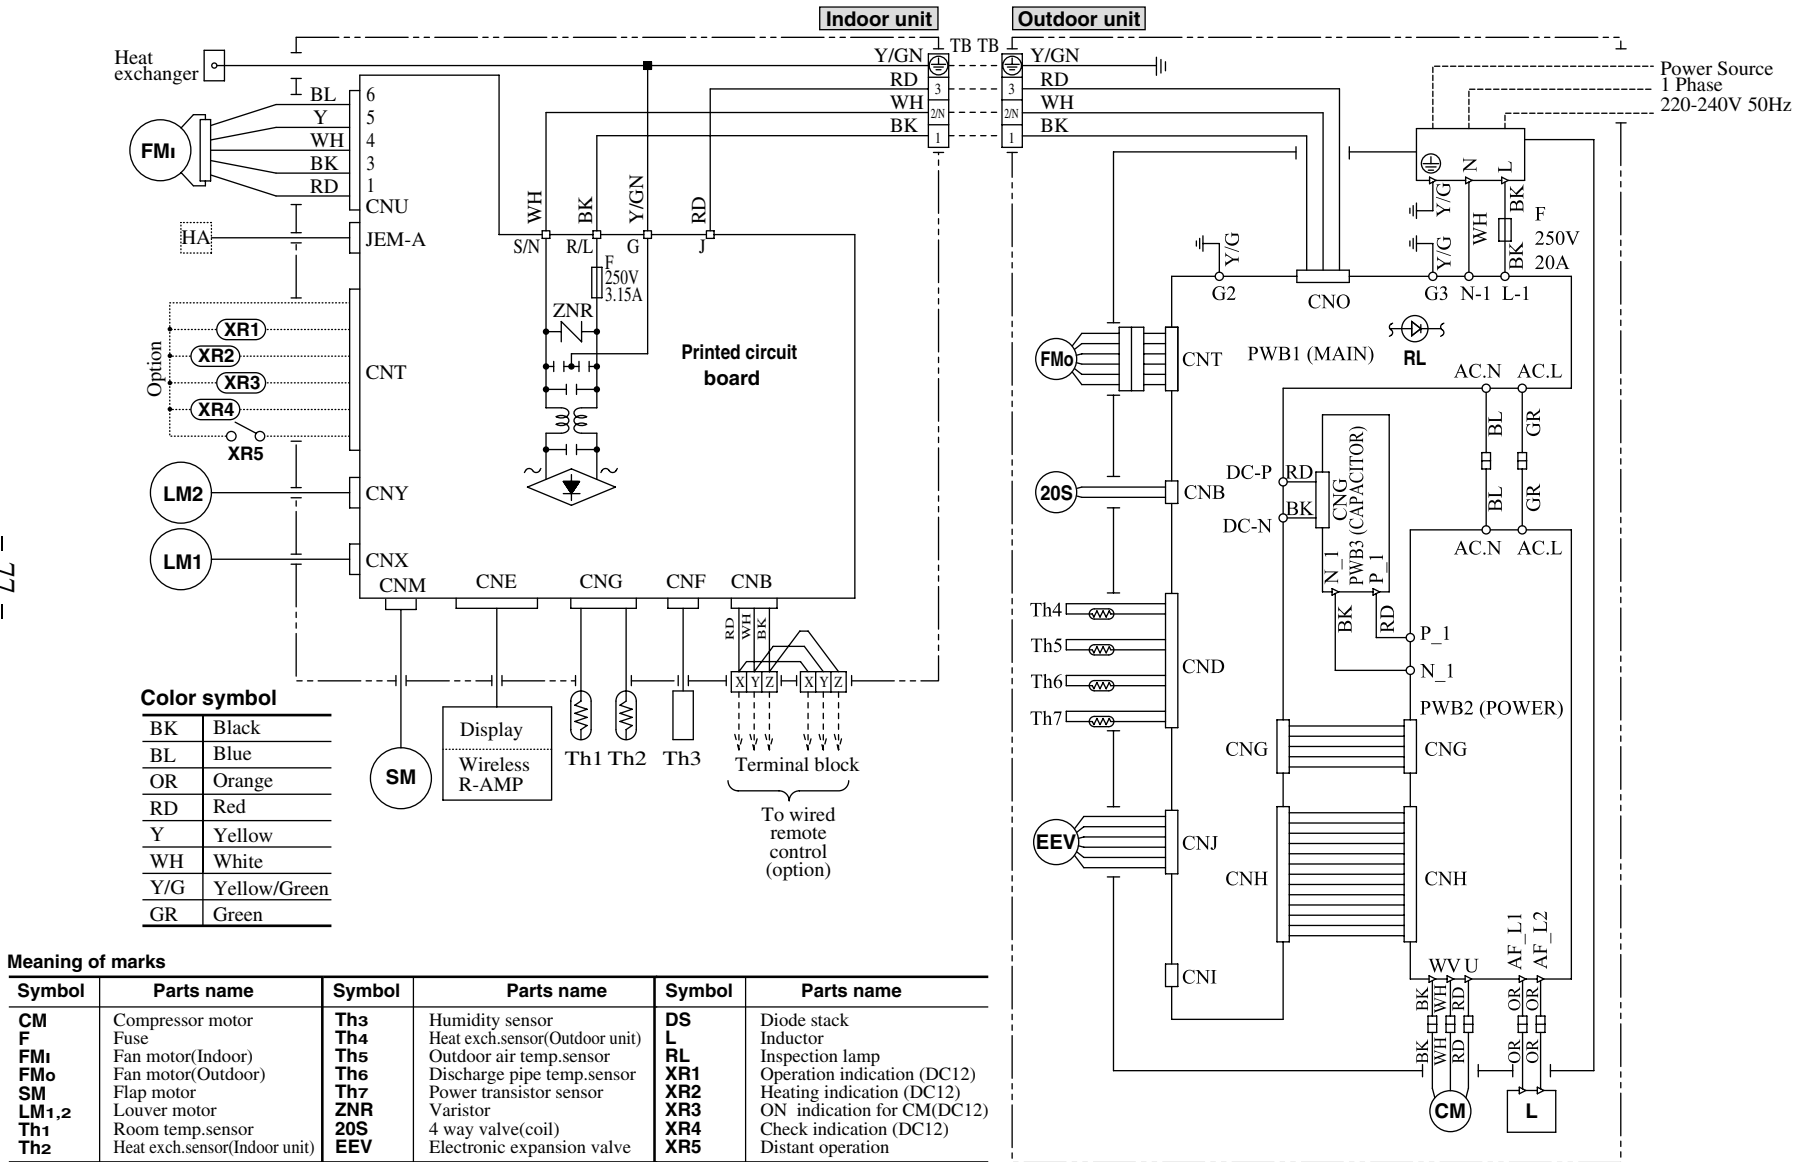 Indoor unit
Outdoor unit
Heat
exchanger
Y/GN
TB TB
Y/GN
RD
3
3
RD
WH
2/N
2/N
WH
BK
1
1
BK
Power Source
1 Phase
220-240V 50Hz
FMI
BL
6
Y
5
WH
4
BK
3
RD
1
CNU
HA
JEM-A
WH
BK
Y/GN
RD
S/N
R/L
G
J
F
250V
3.15A
ZNR
Printed circuit
board
Option
XR1
XR2
XR3
XR4
XR5
CNT
LM2
CNY
LM1
CNX
CNM
CNE
CNG
CNF
CNB
RD
WH
BK
X Y Z
X Y Z
SM
Display
Wireless
R-AMP
Th1 Th2 Th3
Terminal block
To wired
remote
control
(option)
N
L
Y/G
WH
BK
F
250V
20A
Y/G
Y/G
BK
G2
CNO
G3 N-1 L-1
FMo
CNT
PWB1 (MAIN)
RL
AC.N AC.L
BL
GR
BL
GR
AC.N AC.L
20S
CNB
DC-P
RD
DC-N
BK
CNG
PWB3 (CAPACITOR)
N_1
P_1
BK
RD
P_1
N_1
Th4
Th5
Th6
Th7
CND
PWB2 (POWER)
CNG
CNG
EEV
CNJ
CNH
CNH
CNI
W V U
AF_L1
AF_L2
BK
WH
RD
OR
OR
BK
WH
RD
OR
OR
CM
L
- 77 -
Color symbol
BK Black
BL Blue
OR Orange
RD Red
Y Yellow
WH White
Y/G Yellow/Green
GR Green
Meaning of marks
Symbol Parts name Symbol Parts name Symbol Parts name
CM Compressor motor Th3 Humidity sensor DS Diode stack
F Fuse Th4 Heat exch.sensor(Outdoor unit) L Inductor
FMI Fan motor(Indoor) Th5 Outdoor air temp.sensor RL Inspection lamp
FMo Fan motor(Outdoor) Th6 Discharge pipe temp.sensor XR1 Operation indication (DC12)
SM Flap motor Th7 Power transistor sensor XR2 Heating indication (DC12)
LM1,2 Louver motor ZNR Varistor XR3 ON indication for CM(DC12)
Th1 Room temp.sensor 20S 4 way valve(coil) XR4 Check indication (DC12)
Th2 Heat exch.sensor(Indoor unit) EEV Electronic expansion valve XR5 Distant operation